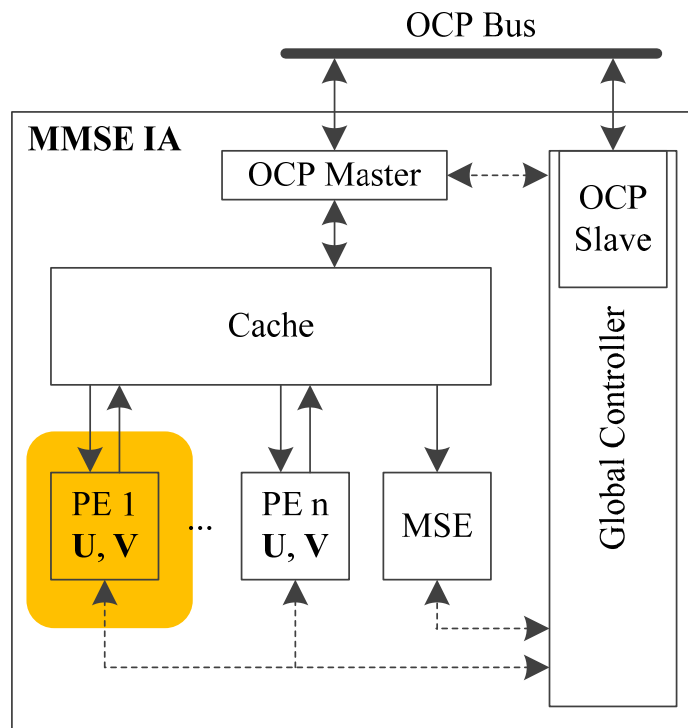 OCP Bus
MMSE IA
OCP Master
OCP
Slave
Cache
Global Controller
PE 1
U, V
...
PE n
U, V
MSE